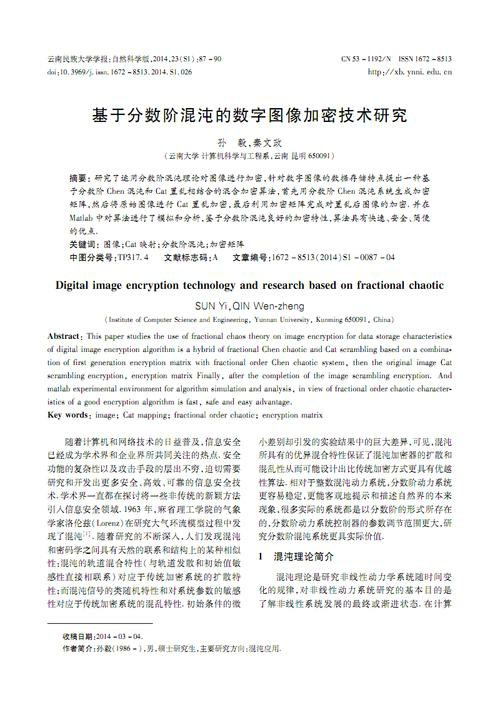 云南民族大学学报:自然科学版,2014,23(S1):87-90
CN 53-1192/N ISSN 1672-8513
doi:10.3969/j.issn.1672-8513.2014.S1.026
http://xb.ynni.edu.cn
基于分数阶混沌的数字图像加密技术研究
孙 毅,秦文政
(云南大学 计算机科学与工程系,云南 昆明 650091)
摘要:研究了运用分数阶混沌理论对图像进行加密,针对数字图像的数据存储特点提出一种基
于分数阶 Chen 混沌和 Cat 置乱相结合的混合加密算法,首先用分数阶 Chen 混沌系统生成加密
矩阵,然后将原始图像进行 Cat 置乱加密,最后利用加密矩阵完成对置乱后图像的加密.并在
Matlab 中对算法进行了模拟和分析,鉴于分数阶混沌良好的加密特性,算法具有快速、安全、简便
的优点.
关键词:图像;Cat 映射;分数阶混沌;加密矩阵
中图分类号:TP317.4 文献标志码:A 文章编号:1672-8513(2014)S1-0087-04
Digital image encryption technology and research based on fractional chaotic
SUN Yi,QIN Wen-zheng
(Institute of Computer Science and Engineering, Yunnan University, Kunming 650091, China)
Abstract: This paper studies the use of fractional chaos theory on image encryption for data storage characteristics
of digital image encryption algorithm is a hybrid of fractional Chen chaotic and Cat scrambling based on a combina-
tion of first generation encryption matrix with fractional order Chen chaotic system, then the original image Cat
scrambling encryption, encryption matrix Finally, after the completion of the image scrambling encryption. And
matlab experimental environment for algorithm simulation and analysis, in view of fractional order chaotic character-
istics of a good encryption algorithm is fast, safe and easy advantage.
Key words: image; Cat mapping; fractional order chaotic; encryption matrix
随着计算机和网络技术的日益普及,信息安全
已经成为学术界和企业界所共同关注的热点.安全
功能的复杂性以及攻击手段的层出不穷,迫切需要
研究和开发出更多安全、高效、可靠的信息安全技
术.学术界一直都在探讨将一些非传统的新颖方法
引人信息安全领域.1963 年,麻省理工学院的气象
学家洛伦兹(Lorenz)在研究大气环流模型过程中发
现了混沌[1].随着研究的不断深入,人们发现混沌
和密码学之间具有天然的联系和结构上的某种相似
性;混沌的轨道混合特性(与轨道发散和初始值敏
感性直接相联系)对应于传统加密系统的扩散特
性;而混沌信号的类随机特性和对系统参数的敏感
性对应于传统加密系统的混乱特性.初始条件的微
小差别却引发的实验结果中的巨大差异,可见,混沌
所具有的优异混合特性保证了混沌加密器的扩散和
混乱性从而可能设计出比传统加密方式更具有优越
性算法.相对于整数混沌动力系统,分数阶动力系统
更容易稳定,更能客观地提示和描述自然界的本来
现象,很多实际的系统都是以分数阶的形式所存在
的,分数阶动力系统控制器的参数调节范围更大,研
究分数阶混沌系统更具实际价值.
1 混沌理论简介
混沌理论是研究非线性动力学系统随时间变
化的规律,对非线性动力系统研究的基本目的是
了解非线性系统发展的最终或渐进状态.在计算
收稿日期:2014-03-04.
作者简介:孙毅(1986-),男,硕士研究生,主要研究方向:混沌应用.